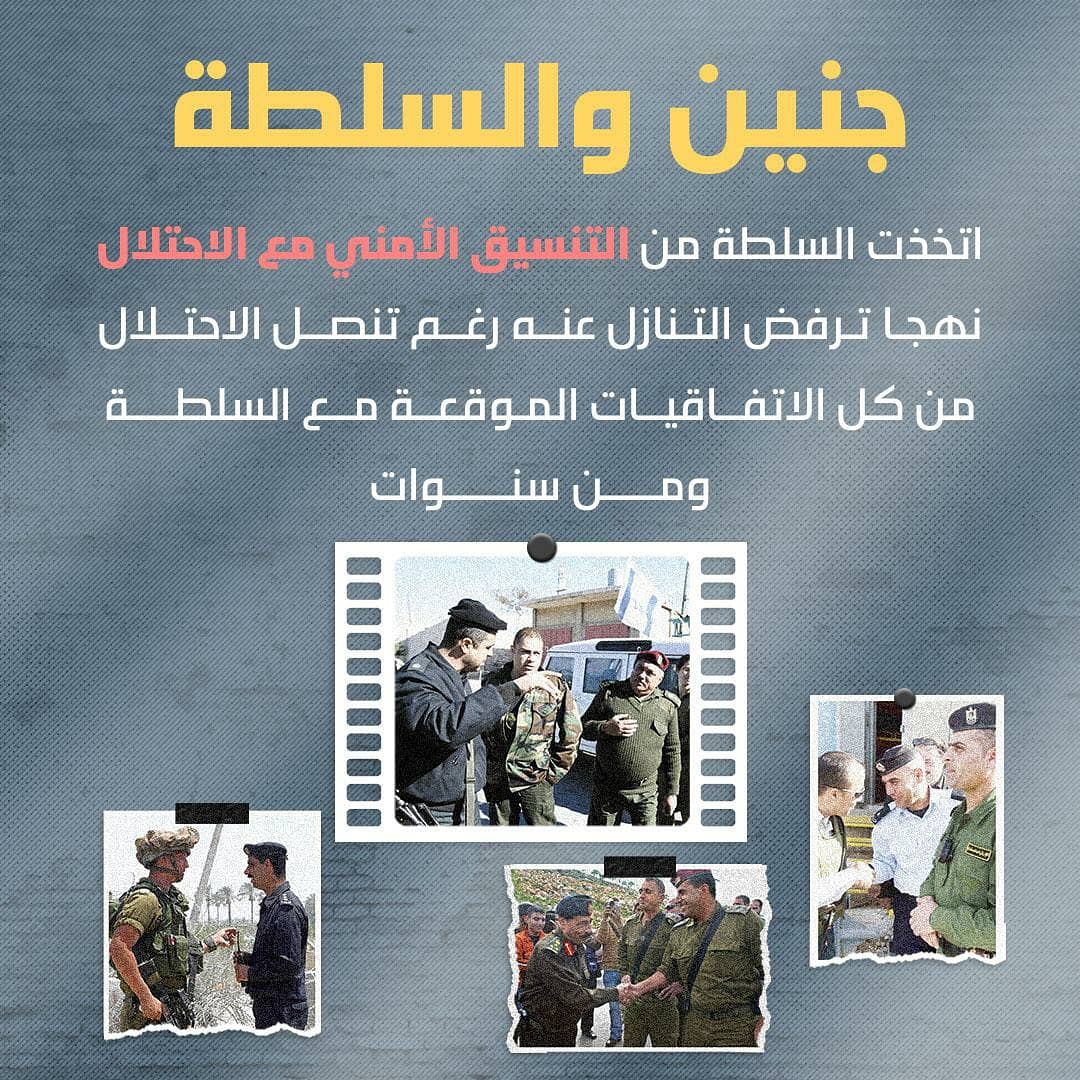 جنين والسلطة
اتخذت السلطة من التنسيق الأمني مع الاحتلال
نهجا ترفض التنازل عنه رغم تنصل الاحتلال
من كل الاتفاقيات الموقعة مع السلطة
ومن سنوات